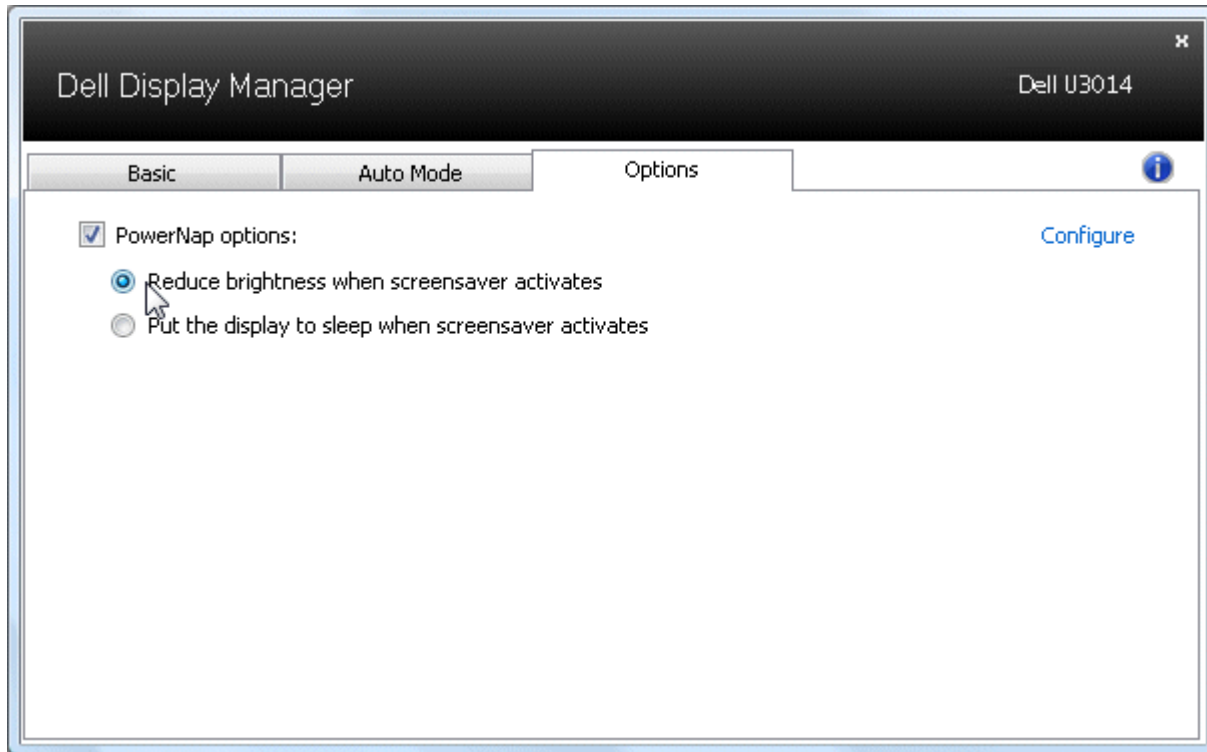 Dell Display Manager
Dell U3014
Basic
Auto Mode
Options
PowerNap options:
Configure
Reduce brightness when screensaver activates
Put the display to sleep when screensaver activates